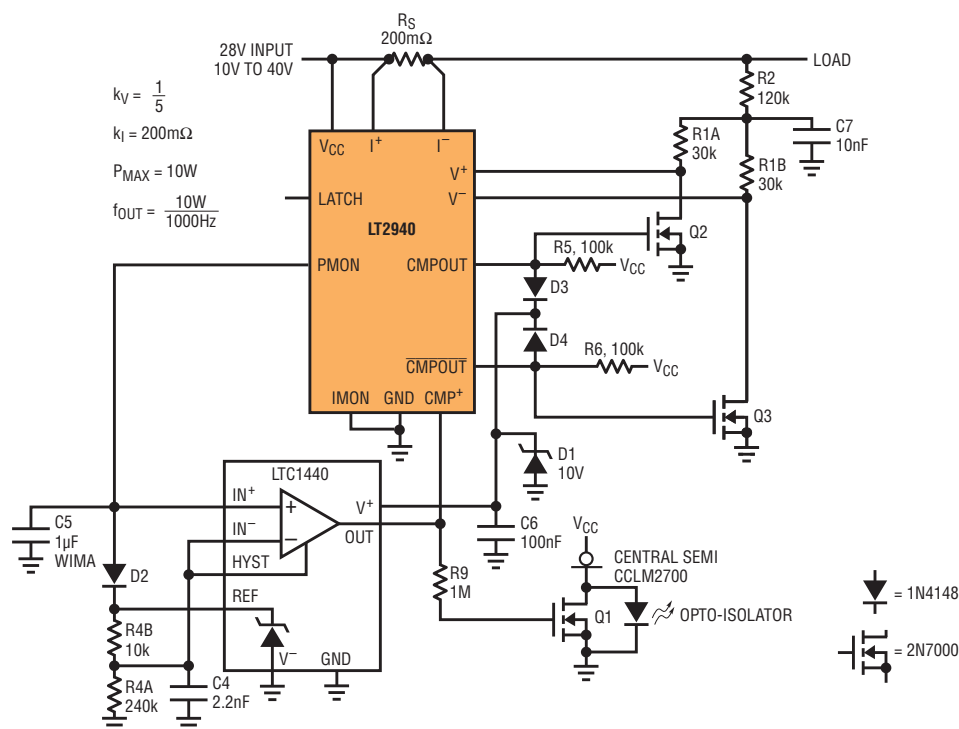 28V INPUT
10V TO 40V
RS
200mΩ
LOAD
R2
120k
C7
10nF
R1A
30k
R1B
30k
kV = 1/5
kI = 200mΩ
PMAX = 10W
fOUT = 10W/1000Hz
VCC
I+
I−
V+
V−
LATCH
LT2940
PMON
CMPOUT
CMPOUT
IMON
GND
CMP+
Q2
R5, 100k
VCC
D3
D4
R6, 100k
VCC
Q3
D1
10V
LTC1440
IN+
IN−
HYST
REF
+
−
V+
OUT
V−
GND
C5
1µF
WIMA
D2
R4B
10k
R4A
240k
C4
2.2nF
C6
100nF
R9
1M
VCC
CENTRAL SEMI
CCLM2700
Q1
OPTO-ISOLATOR
= 1N4148
= 2N7000